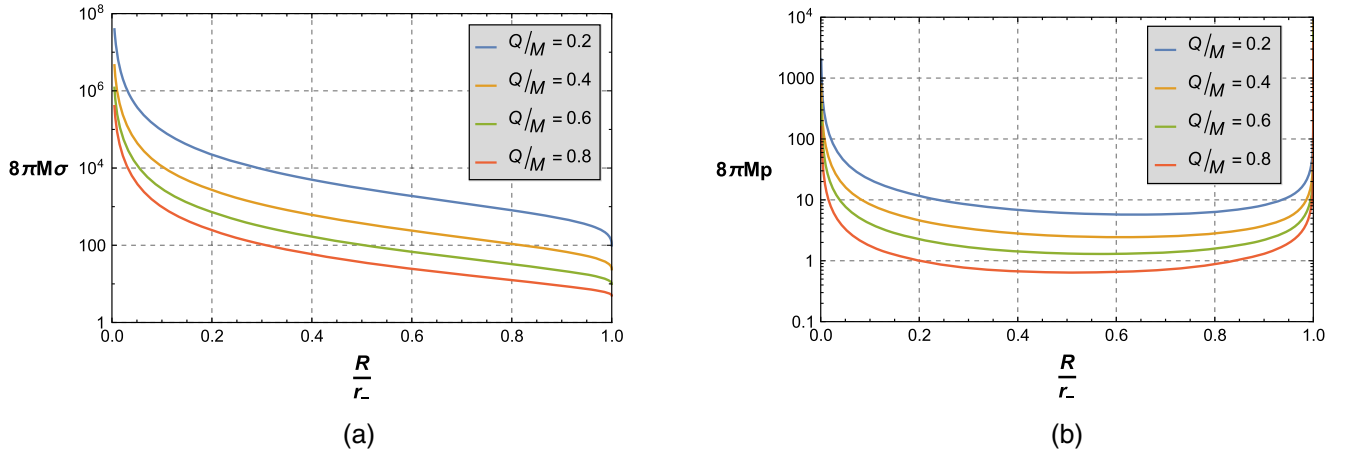 10^8
10^6
10^4
100
1
8πMσ
0.0 0.2 0.4 0.6 0.8 1.0
R
r_
Q/M = 0.2
Q/M = 0.4
Q/M = 0.6
Q/M = 0.8
(a)
10^4
1000
100
10
1
0.1
8πMp
0.0 0.2 0.4 0.6 0.8 1.0
R
r_
Q/M = 0.2
Q/M = 0.4
Q/M = 0.6
Q/M = 0.8
(b)